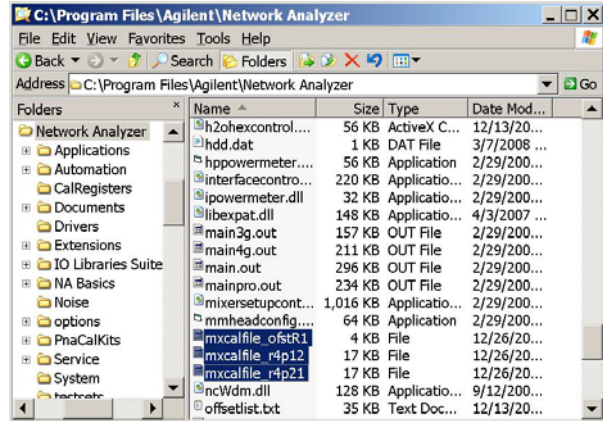 C:\Program Files\Agilent\Network Analyzer
File Edit View Favorites Tools Help
Back Search Folders
Address C:\Program Files\Agilent\Network Analyzer Go
Folders × Name Size Type Date Mod...
Network Analyzer h2ohexcontrol.... 56 KB ActiveX C... 12/13/20...
Applications hdd.dat 1 KB DAT File 3/7/2008 ...
Automation hppowermeter.... 56 KB Application 2/29/200...
CalRegisters interfacecontro... 220 KB Applicatio... 2/29/200...
Documents ipowermeter.dll 32 KB Applicatio... 2/29/200...
Drivers libexpat.dll 148 KB Applicatio... 4/3/2007 ...
Extensions main3g.out 157 KB OUT File 2/29/200...
IO Libraries Suite main4g.out 211 KB OUT File 2/29/200...
NA Basics main.out 296 KB OUT File 2/29/200...
Noise mainpro.out 234 KB OUT File 2/29/200...
options mixersetupcont... 1,016 KB Applicatio... 2/29/200...
PnaCalKits mmheadconfig.... 64 KB Application 2/29/200...
Service mxcalfile_ofstR1 4 KB File 12/26/20...
System mxcalfile_r4p12 17 KB File 12/26/20...
testsets mxcalfile_r4p21 17 KB File 12/26/20...
ncWdm.dll 128 KB Applicatio... 9/12/200...
offsetlist.txt 35 KB Text Doc... 12/13/20...